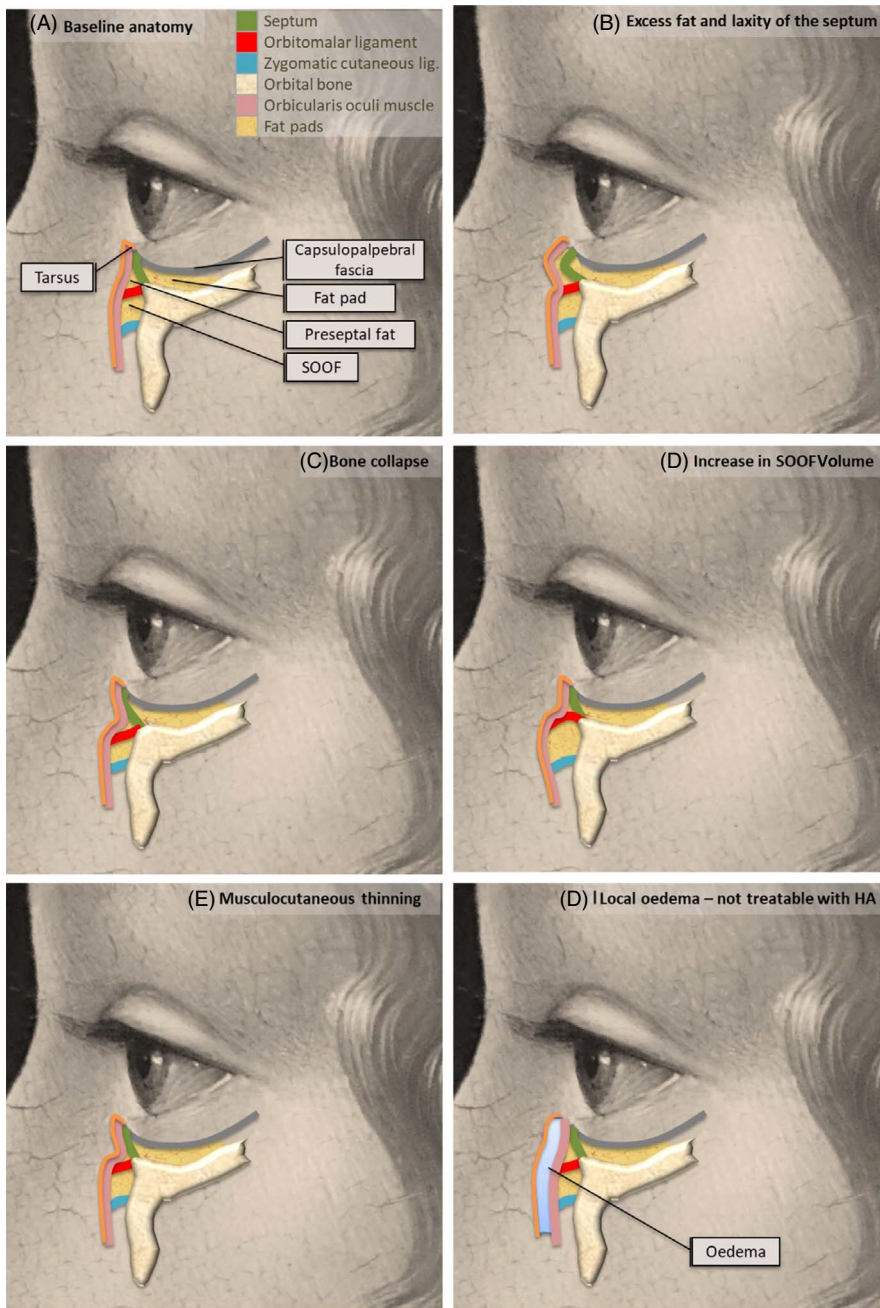 (A) Baseline anatomy
Septum
Orbitomalar ligament
Zygomatic cutaneous lig.
Orbital bone
Orbicularis oculi muscle
Fat pads
Tarsus
Capsulopalpebral
fascia
Fat pad
Preseptal fat
SOOF
(B) Excess fat and laxity of the septum
(C) Bone collapse
(D) Increase in SOOFVolume
(E) Musculocutaneous thinning
(D) l Local oedema – not treatable with HA
Oedema